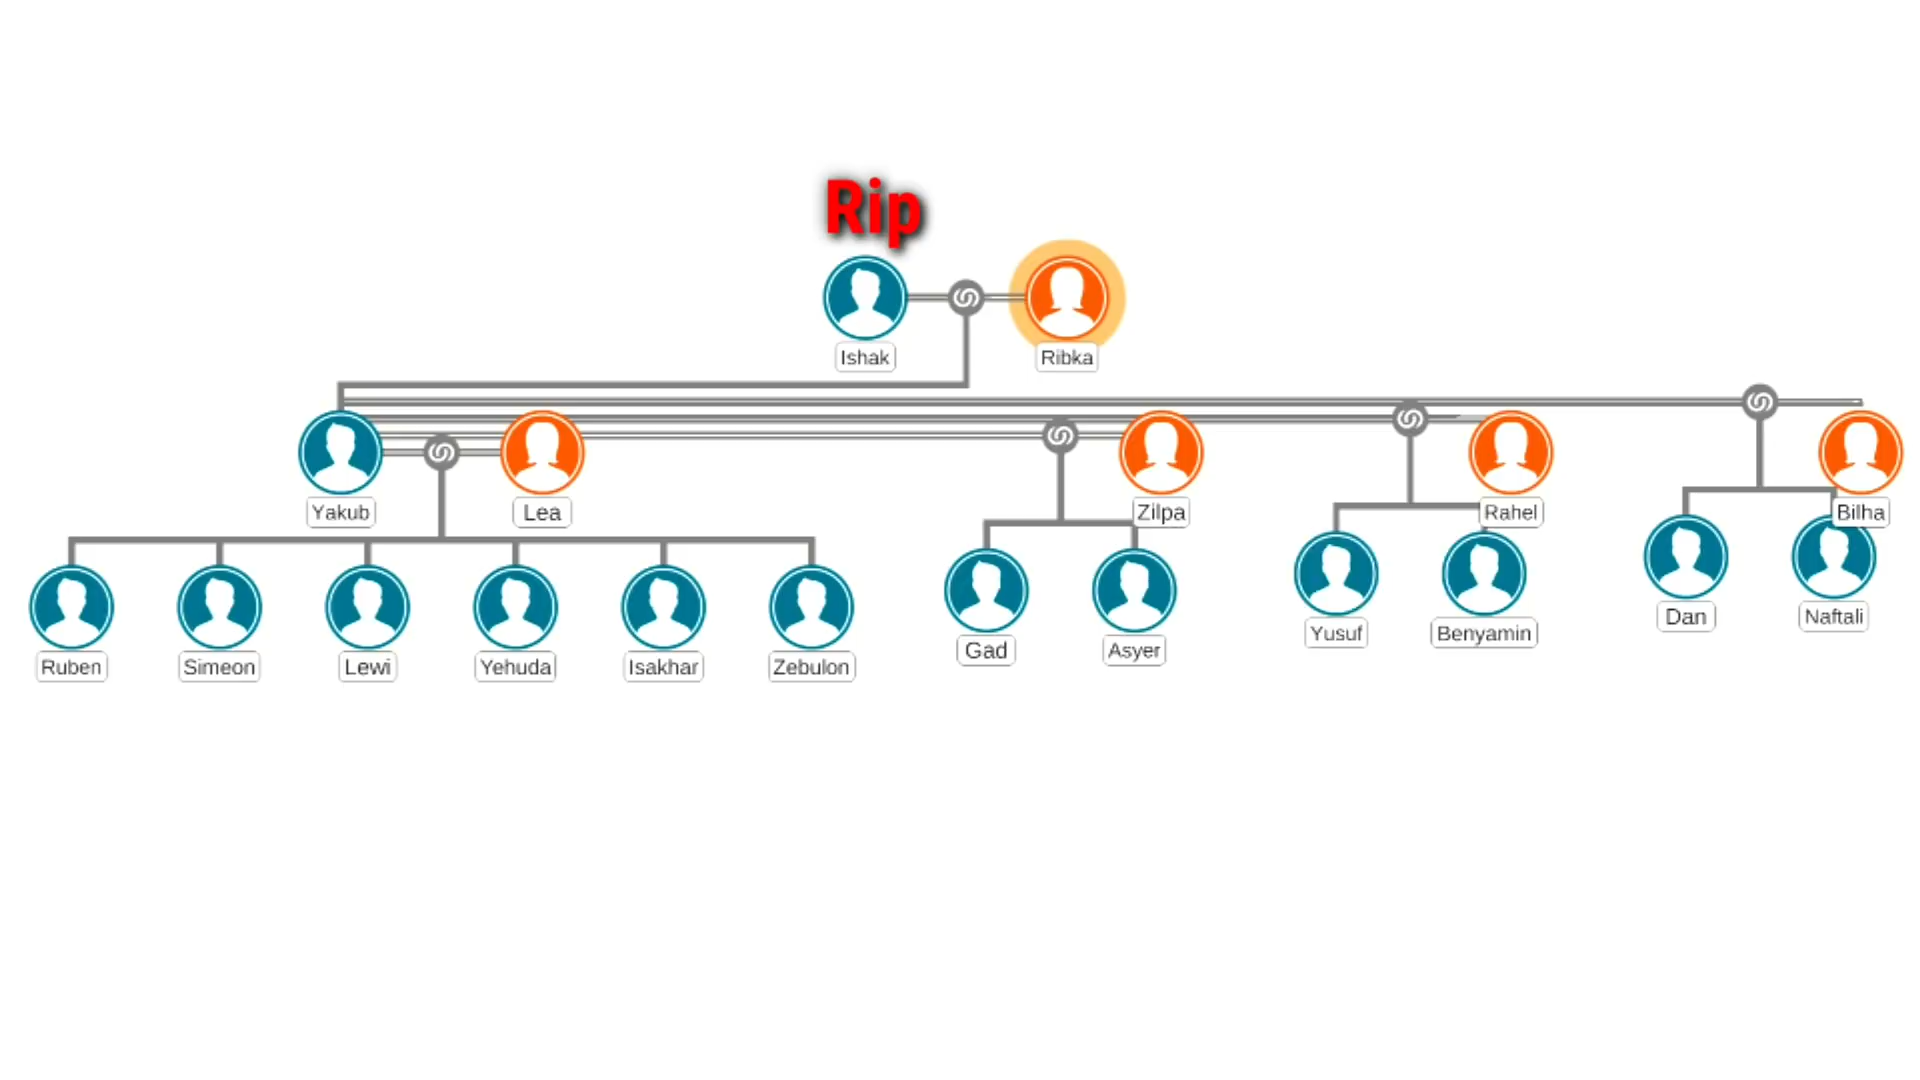 Rip
Ishak
Ribka
Yakub
Lea
Zilpa
Rahel
Bilha
Ruben
Simeon
Lewi
Yehuda
Isakhar
Zebulon
Gad
Asyer
Yusuf
Benyamin
Dan
Naftali